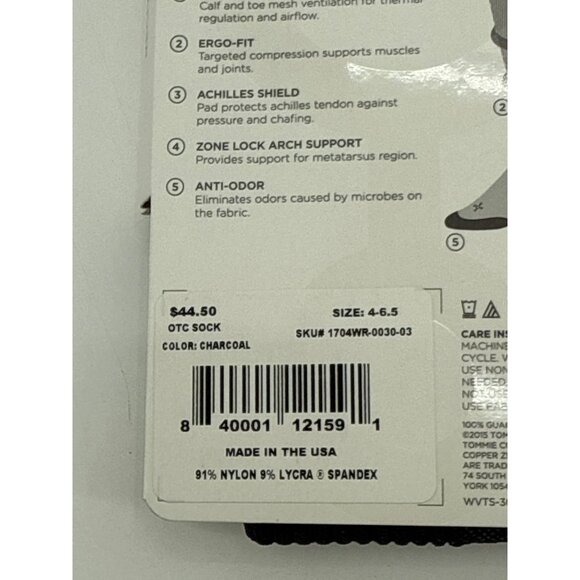 Calf and toe mesh ventilation for thermal
regulation and airflow.
2 ERGO-FIT
Targeted compression supports muscles
and joints.
3 ACHILLES SHIELD
Pad protects achilles tendon against
pressure and chafing.
4 ZONE LOCK ARCH SUPPORT
Provides support for metatarsus region.
5 ANTI-ODOR
Eliminates odors caused by microbes on
the fabric.
2
5
$44.50 SIZE: 4-6.5
OTC SOCK SKU# 1704WR-0030-03
COLOR: CHARCOAL
8 40001 12159 1
MADE IN THE USA
91% NYLON 9% LYCRA ® SPANDEX
CARE INS
MACHINE
CYCLE. W
USE NON
NEEDED.
NOT USE
USE FAB
100% GUAR
©2015 TOM
TOMMIE C
COPPER Z
ARE TRAD
74 SOUTH
YORK 1054
WVTS-30